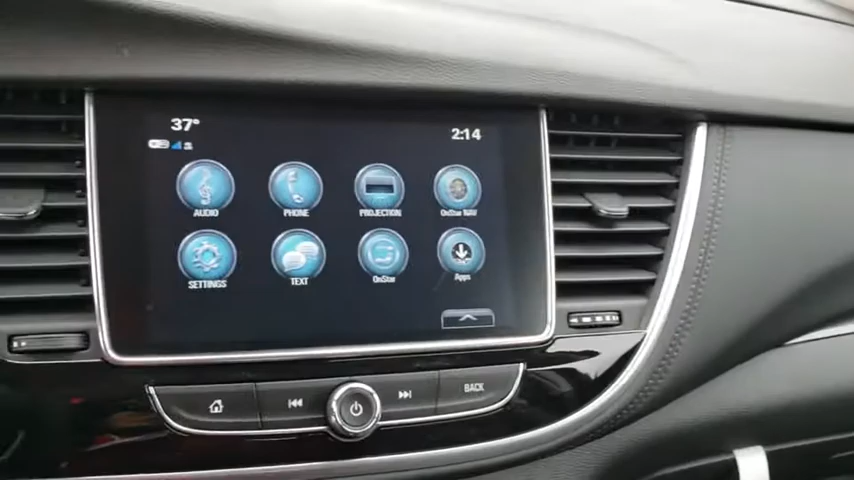 37°
2:14
AUDIO PHONE PROJECTION OnStar NAV
SETTINGS TEXT OnStar Apps
BACK